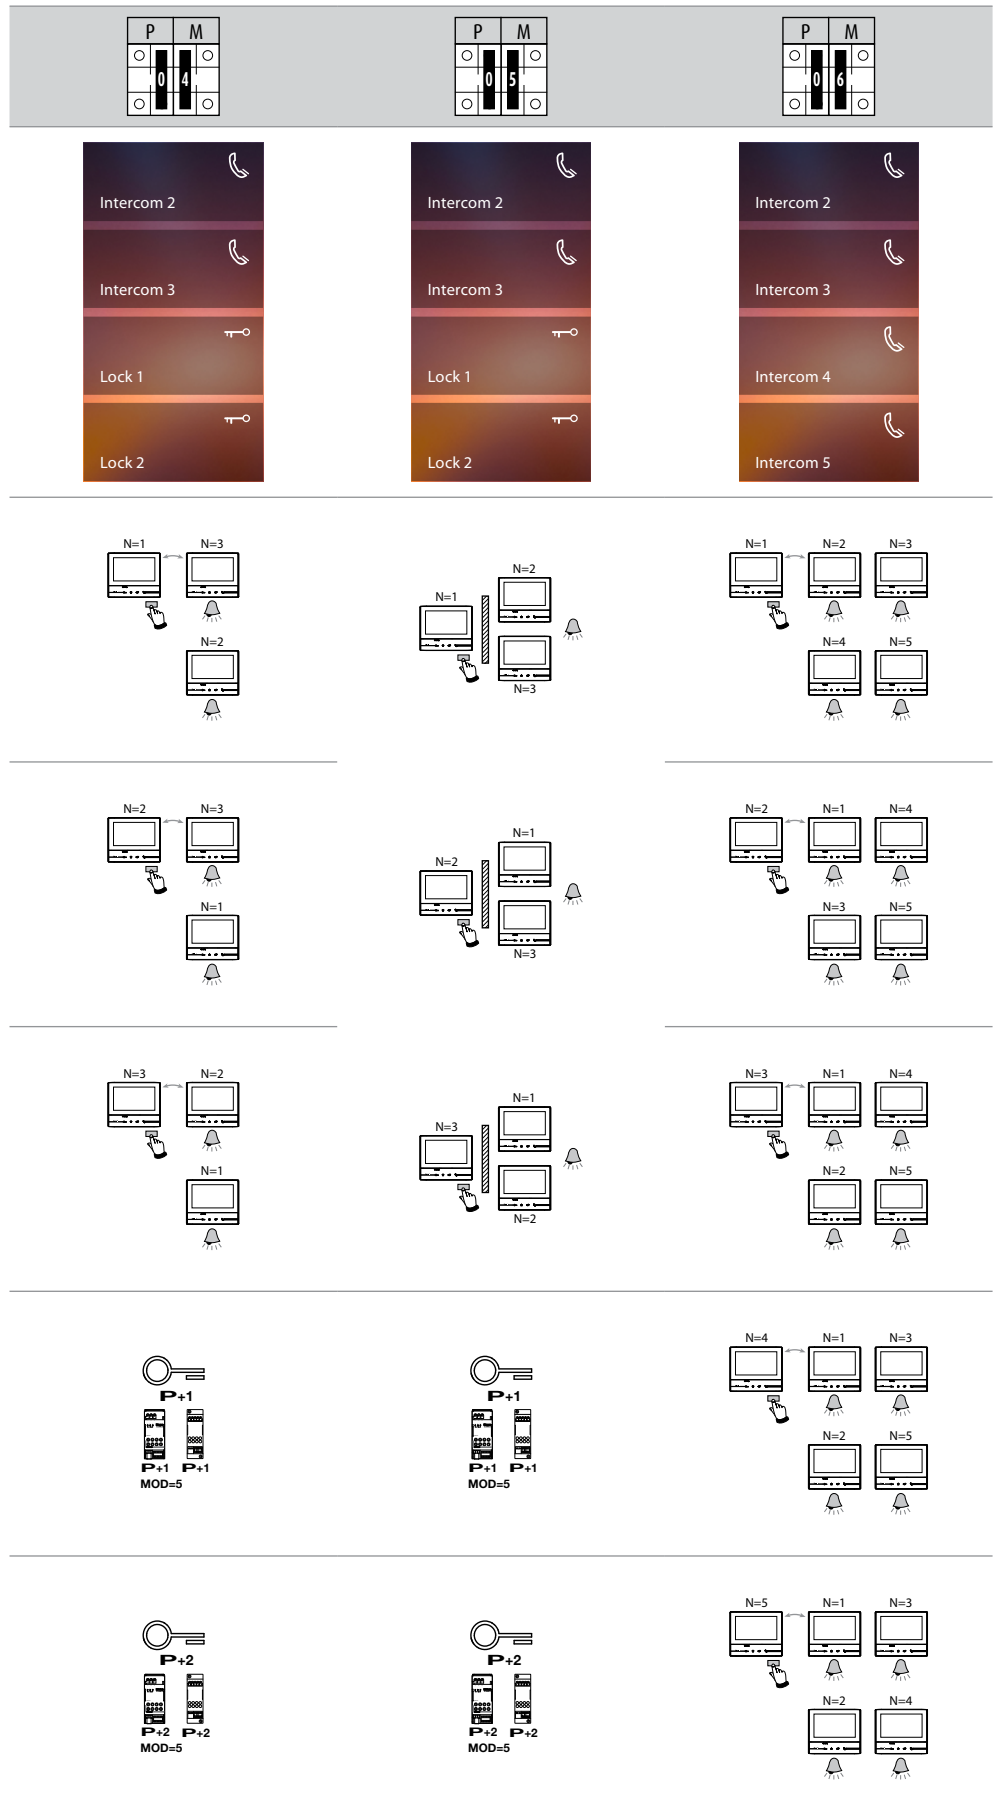 P M P M P M
0 4 0 5 0 6
Intercom 2 Intercom 2 Intercom 2
Intercom 3 Intercom 3 Intercom 3
Lock 1 Lock 1 Intercom 4
Lock 2 Lock 2 Intercom 5
N=1 N=3
N=2
N=2
N=1
N=3
N=1 N=2 N=3
N=4 N=5
N=2 N=3
N=1
N=1
N=2
N=3
N=2 N=1 N=4
N=3 N=5
N=3 N=2
N=1
N=1
N=3
N=2
N=3 N=1 N=4
N=2 N=5
P+1
P+1 P+1
MOD=5
P+1
P+1 P+1
MOD=5
N=4 N=1 N=3
N=2 N=5
P+2
P+2 P+2
MOD=5
P+2
P+2 P+2
MOD=5
N=5 N=1 N=3
N=2 N=4